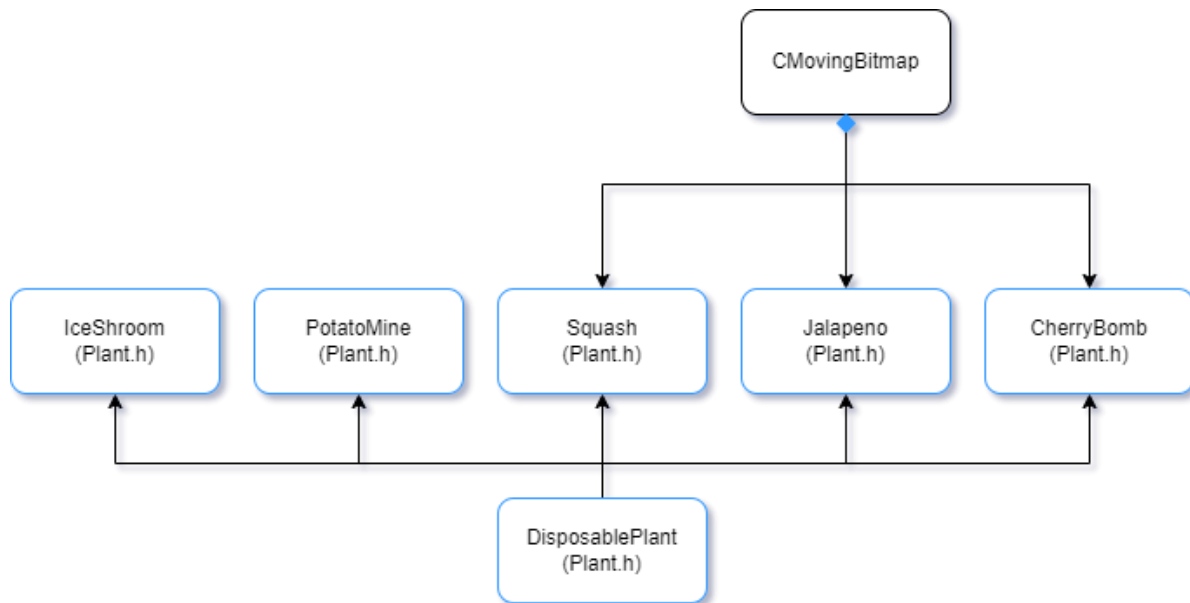 CMovingBitmap
IceShroom
(Plant.h)
PotatoMine
(Plant.h)
Squash
(Plant.h)
Jalapeno
(Plant.h)
CherryBomb
(Plant.h)
DisposablePlant
(Plant.h)